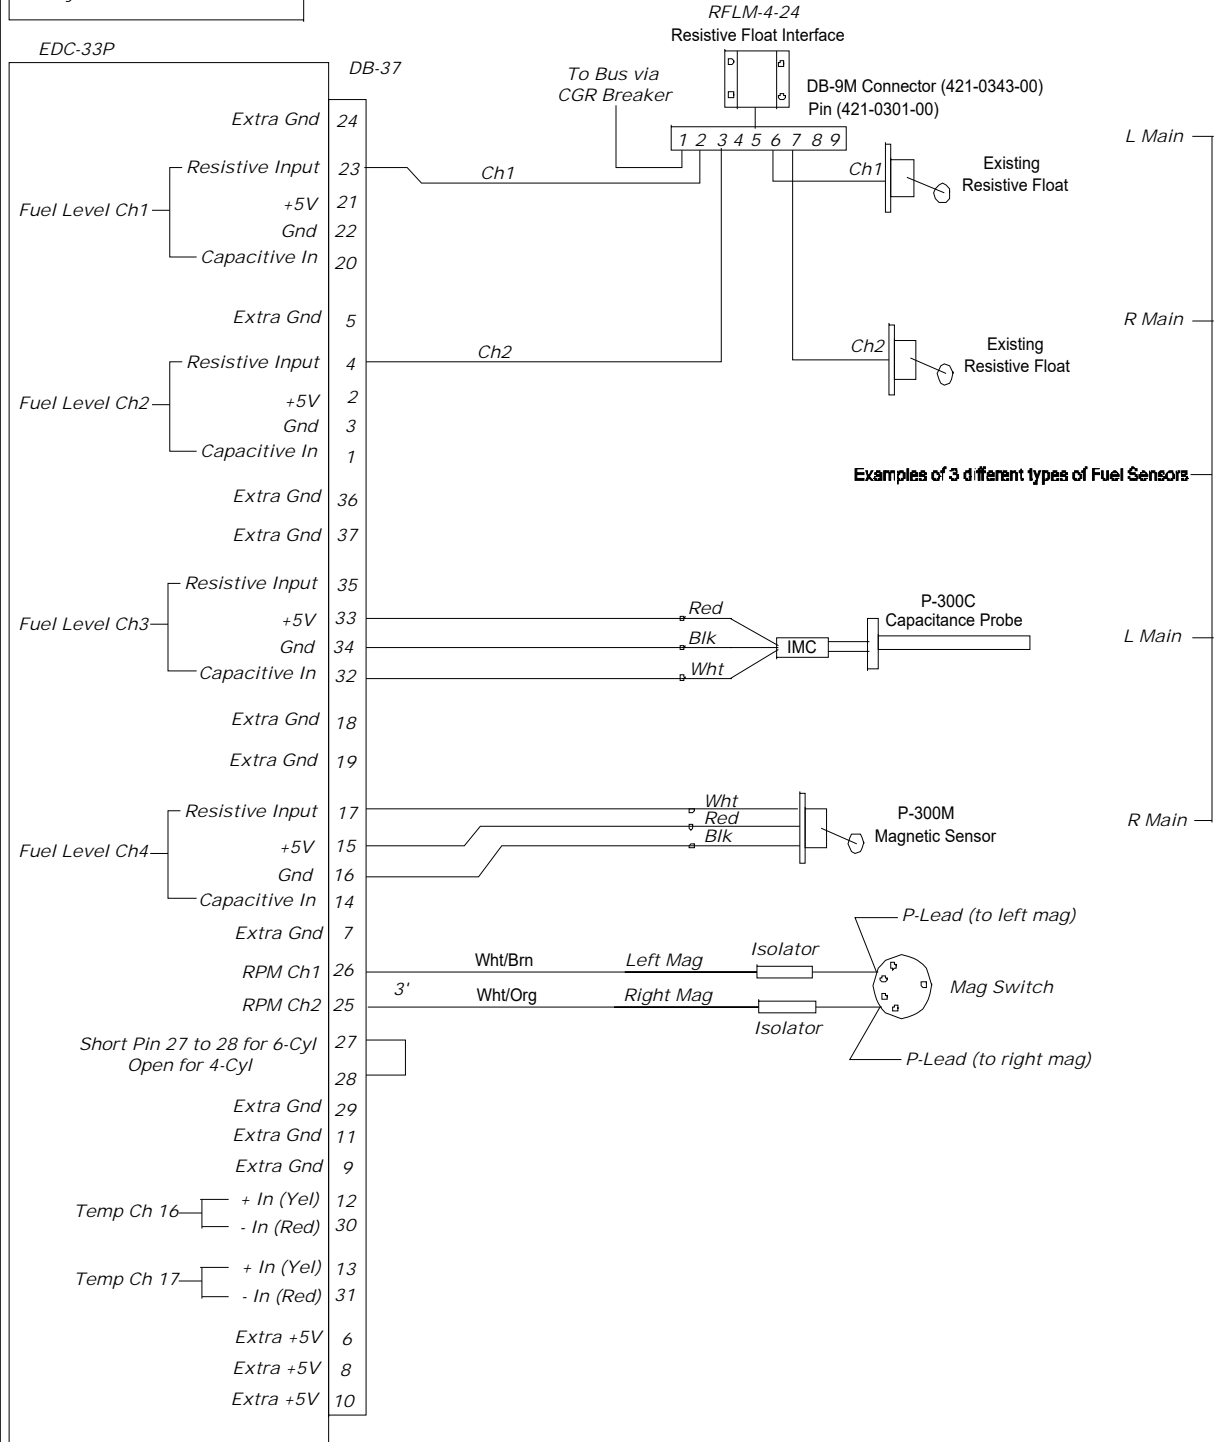 RFLM-4-24
Resistive Float Interface
EDC-33P
DB-37
To Bus via
CGR Breaker
DB-9M Connector (421-0343-00)
Pin (421-0301-00)
1 2 3 4 5 6 7 8 9
Extra Gnd 24
L Main
Resistive Input 23
Ch1
Ch1
Existing
Resistive Float
Fuel Level Ch1
+5V 21
Gnd 22
Capacitive In 20
Extra Gnd 5
R Main
Resistive Input 4
Ch2
Ch2
Existing
Resistive Float
Fuel Level Ch2
+5V 2
Gnd 3
Capacitive In 1
Examples of 3 different types of Fuel Sensors
Extra Gnd 36
Extra Gnd 37
Resistive Input 35
Fuel Level Ch3
+5V 33
Red
P-300C
Capacitance Probe
L Main
Gnd 34
Blk
IMC
Capacitive In 32
Wht
Extra Gnd 18
Extra Gnd 19
Resistive Input 17
Wht
Red
Blk
P-300M
Magnetic Sensor
R Main
Fuel Level Ch4
+5V 15
Gnd 16
Capacitive In 14
Extra Gnd 7
P-Lead (to left mag)
RPM Ch1 26
Wht/Brn
Left Mag
Isolator
3'
Mag Switch
RPM Ch2 25
Wht/Org
Right Mag
Isolator
Short Pin 27 to 28 for 6-Cyl
Open for 4-Cyl
27
28
P-Lead (to right mag)
Extra Gnd 29
Extra Gnd 11
Extra Gnd 9
Temp Ch 16
+ In (Yel) 12
- In (Red) 30
Temp Ch 17
+ In (Yel) 13
- In (Red) 31
Extra +5V 6
Extra +5V 8
Extra +5V 10